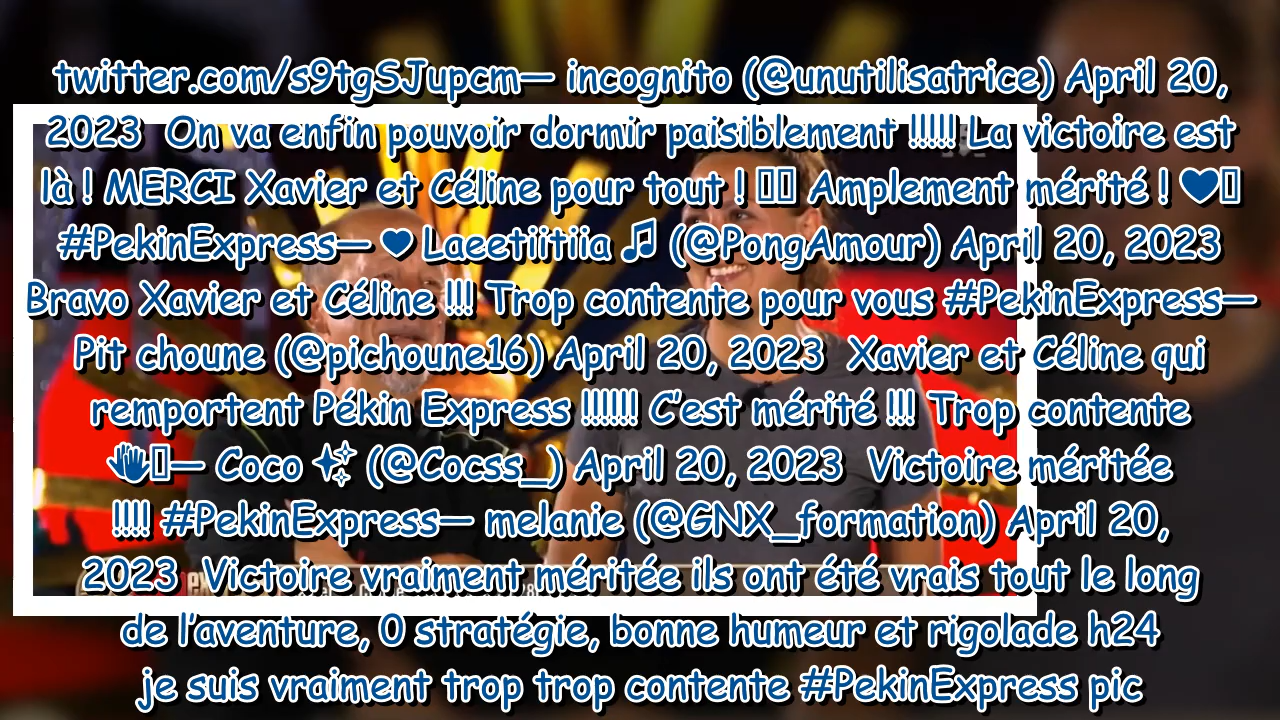 twitter.com/s9tgSJupcm— incognito (@unutilisatrice) April 20,
2023 On va enfin pouvoir dormir paisiblement !!!!! La victoire est
là ! MERCI Xavier et Céline pour tout ! Amplement mérité ! ♥
#PekinExpress— ♥ Laeetiitiia ♫ (@PongAmour) April 20, 2023
Bravo Xavier et Céline !!! Trop contente pour vous #PekinExpress—
Pit choune (@pichoune16) April 20, 2023 Xavier et Céline qui
remportent Pékin Express !!!!!! C'est mérité !!! Trop contente
👋— Coco ✨ (@Cocss_) April 20, 2023 Victoire méritée
!!!! #PekinExpress— melanie (@GNX_formation) April 20,
2023 Victoire vraiment méritée ils ont été vrais tout le long
de l'aventure, 0 stratégie, bonne humeur et rigolade h24
je suis vraiment trop trop contente #PekinExpress pic